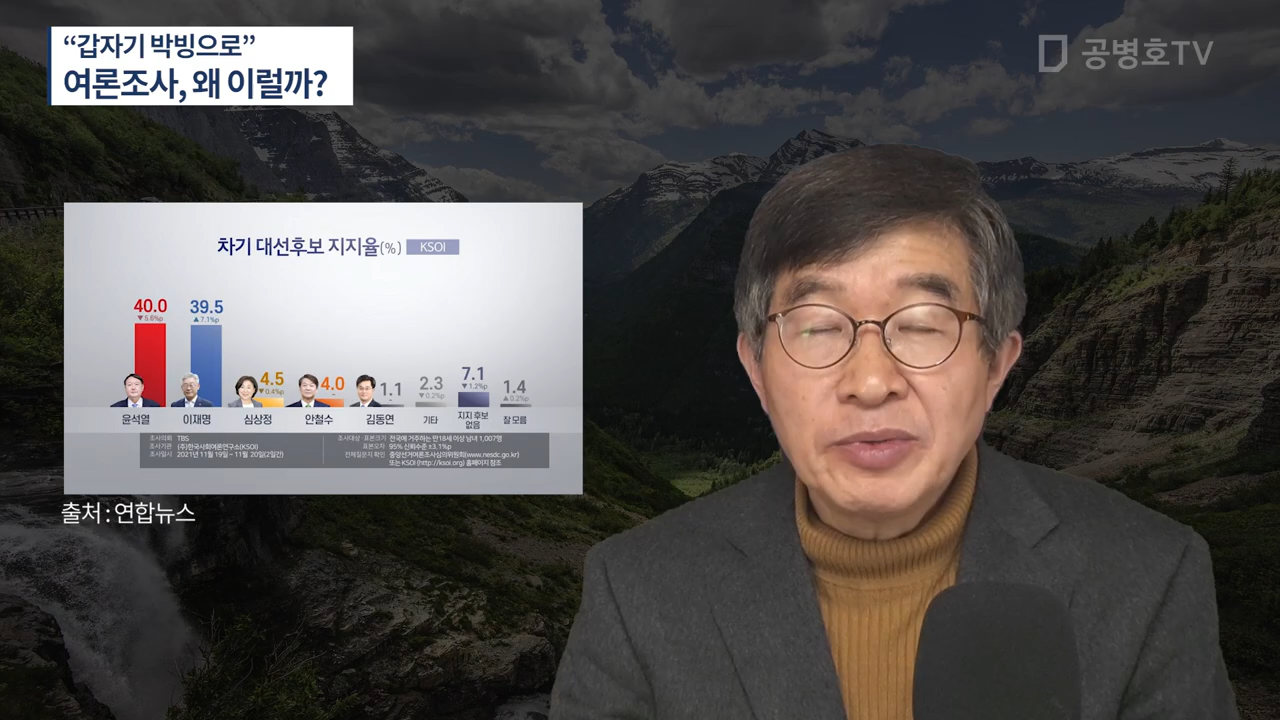 “갑자기 박빙으로”
여론조사, 왜 이럴까?
공병호TV
차기 대선후보 지지율(%) KSOI
40.0
▼5.6%p
39.5
▲7.1%p
4.5
▼0.4%p
4.0
-
1.1
-
2.3
▼0.2%p
7.1
▼1.2%p
1.4
▲0.2%p
윤석열
이재명
심상정
안철수
김동연
기타
지지 후보
없음
잘 모름
조사의뢰 TBS
조사기관 (주)한국사회여론연구소(KSOI)
조사일시 2021년 11월 19일 ~ 11월 20일(2일간)
조사대상·표본크기 전국에 거주하는 만18세 이상 남녀 1,007명
표본오차 95% 신뢰수준 ±3.1%p
전체질문지 확인 중앙선거여론조사심의위원회(www.nesdc.go.kr)
또는 KSOI (http://ksoi.org) 홈페이지 참조
출처 : 연합뉴스